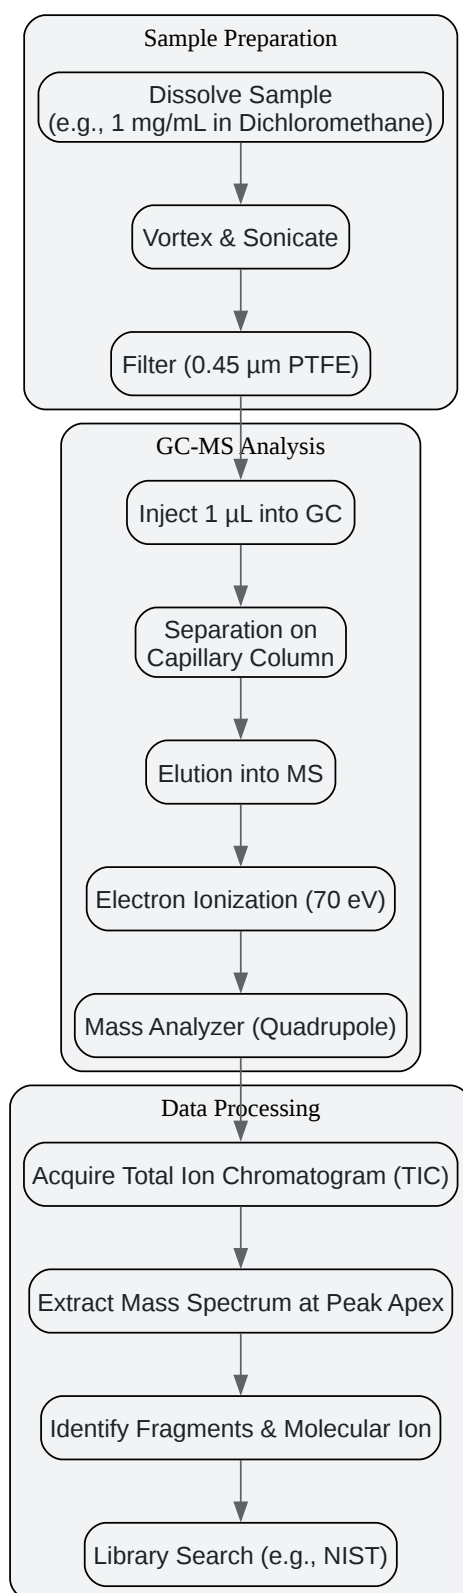 Sample Preparation
Dissolve Sample
(e.g., 1 mg/mL in Dichloromethane)
Vortex & Sonicate
Filter (0.45 µm PTFE)
GC-MS Analysis
Inject 1 µL into GC
Separation on
Capillary Column
Elution into MS
Electron Ionization (70 eV)
Mass Analyzer (Quadrupole)
Data Processing
Acquire Total Ion Chromatogram (TIC)
Extract Mass Spectrum at Peak Apex
Identify Fragments & Molecular Ion
Library Search (e.g., NIST)